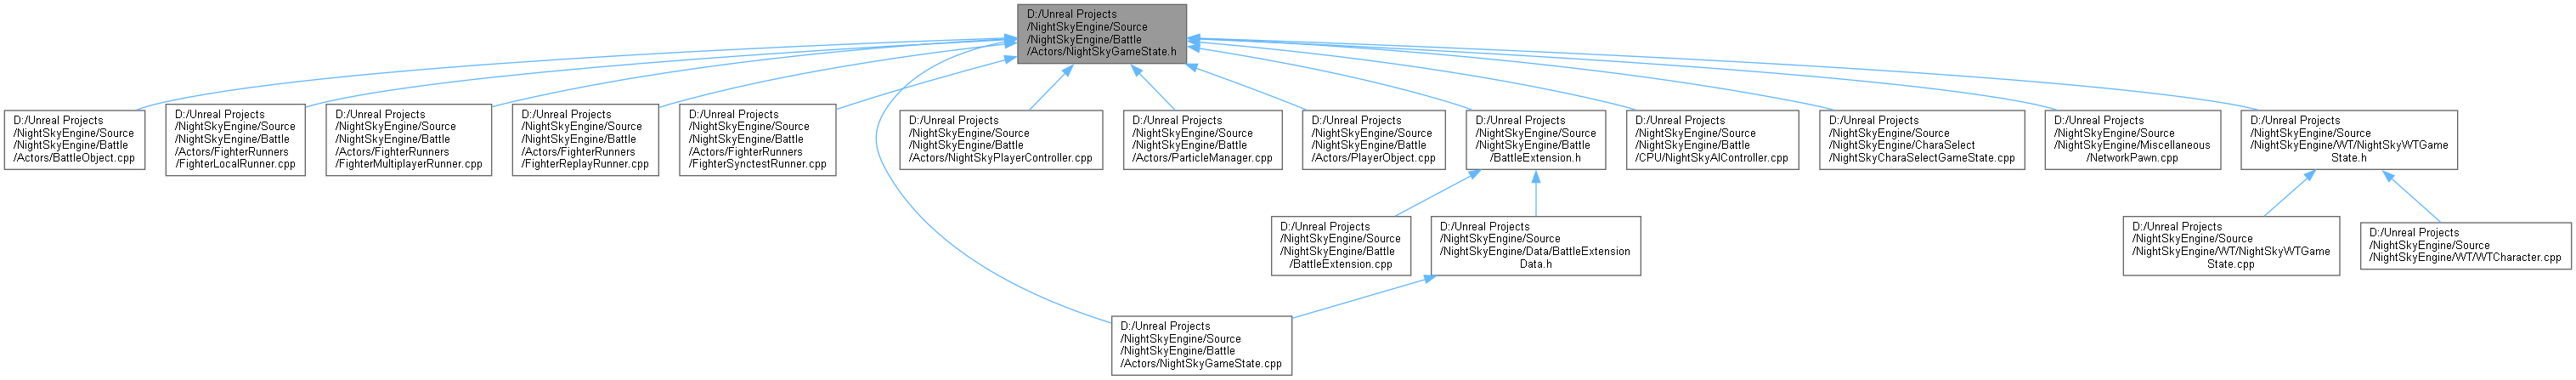 D:/Unreal Projects
/NightSkyEngine/Source
/NightSkyEngine/Battle
/Actors/NightSkyGameState.h
D:/Unreal Projects
/NightSkyEngine/Source
/NightSkyEngine/Battle
/Actors/BattleObject.cpp
D:/Unreal Projects
/NightSkyEngine/Source
/NightSkyEngine/Battle
/Actors/FighterRunners
/FighterLocalRunner.cpp
D:/Unreal Projects
/NightSkyEngine/Source
/NightSkyEngine/Battle
/Actors/FighterRunners
/FighterMultiplayerRunner.cpp
D:/Unreal Projects
/NightSkyEngine/Source
/NightSkyEngine/Battle
/Actors/FighterRunners
/FighterReplayRunner.cpp
D:/Unreal Projects
/NightSkyEngine/Source
/NightSkyEngine/Battle
/Actors/FighterRunners
/FighterSynctestRunner.cpp
D:/Unreal Projects
/NightSkyEngine/Source
/NightSkyEngine/Battle
/Actors/NightSkyPlayerController.cpp
D:/Unreal Projects
/NightSkyEngine/Source
/NightSkyEngine/Battle
/Actors/ParticleManager.cpp
D:/Unreal Projects
/NightSkyEngine/Source
/NightSkyEngine/Battle
/Actors/PlayerObject.cpp
D:/Unreal Projects
/NightSkyEngine/Source
/NightSkyEngine/Battle
/BattleExtension.h
D:/Unreal Projects
/NightSkyEngine/Source
/NightSkyEngine/Battle
/CPU/NightSkyAIController.cpp
D:/Unreal Projects
/NightSkyEngine/Source
/NightSkyEngine/CharaSelect
/NightSkyCharaSelectGameState.cpp
D:/Unreal Projects
/NightSkyEngine/Source
/NightSkyEngine/Miscellaneous
/NetworkPawn.cpp
D:/Unreal Projects
/NightSkyEngine/Source
/NightSkyEngine/WT/NightSkyWTGame
State.h
D:/Unreal Projects
/NightSkyEngine/Source
/NightSkyEngine/Battle
/BattleExtension.cpp
D:/Unreal Projects
/NightSkyEngine/Source
/NightSkyEngine/Data/BattleExtension
Data.h
D:/Unreal Projects
/NightSkyEngine/Source
/NightSkyEngine/WT/NightSkyWTGame
State.cpp
D:/Unreal Projects
/NightSkyEngine/Source
/NightSkyEngine/WT/WTCharacter.cpp
D:/Unreal Projects
/NightSkyEngine/Source
/NightSkyEngine/Battle
/Actors/NightSkyGameState.cpp